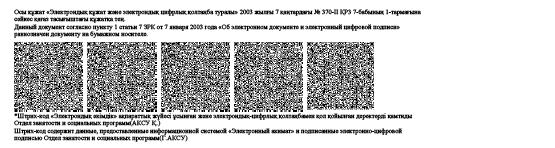 Осы құжат «Электрондық құжат және электрондық цифрлық қолтаңба туралы» 2003 жылғы 7 қаңтардағы № 370-II ҚРЗ 7-бабының 1-тармағына
сәйкес қағаз тасығыштағы құжатқа тең.
Данный документ согласно пункту 1 статьи 7 ЗРК от 7 января 2003 года «Об электронном документе и электронной цифровой подписи»
равнозначен документу на бумажном носителе.
*Штрих-код «Электрондық әкімдік» ақпараттық жүйесі ұсынған және электрондық-цифрлық қолтаңбамен қол қойылған деректерді қамтиды
Отдел занятости и социальных программ(АКСУ Қ.)
Штрих-код содержит данные, предоставленные информационной системой «Электронный акимат» и подписанные электронно-цифровой
подписью Отдел занятости и социальных программ(Г.АКСУ)